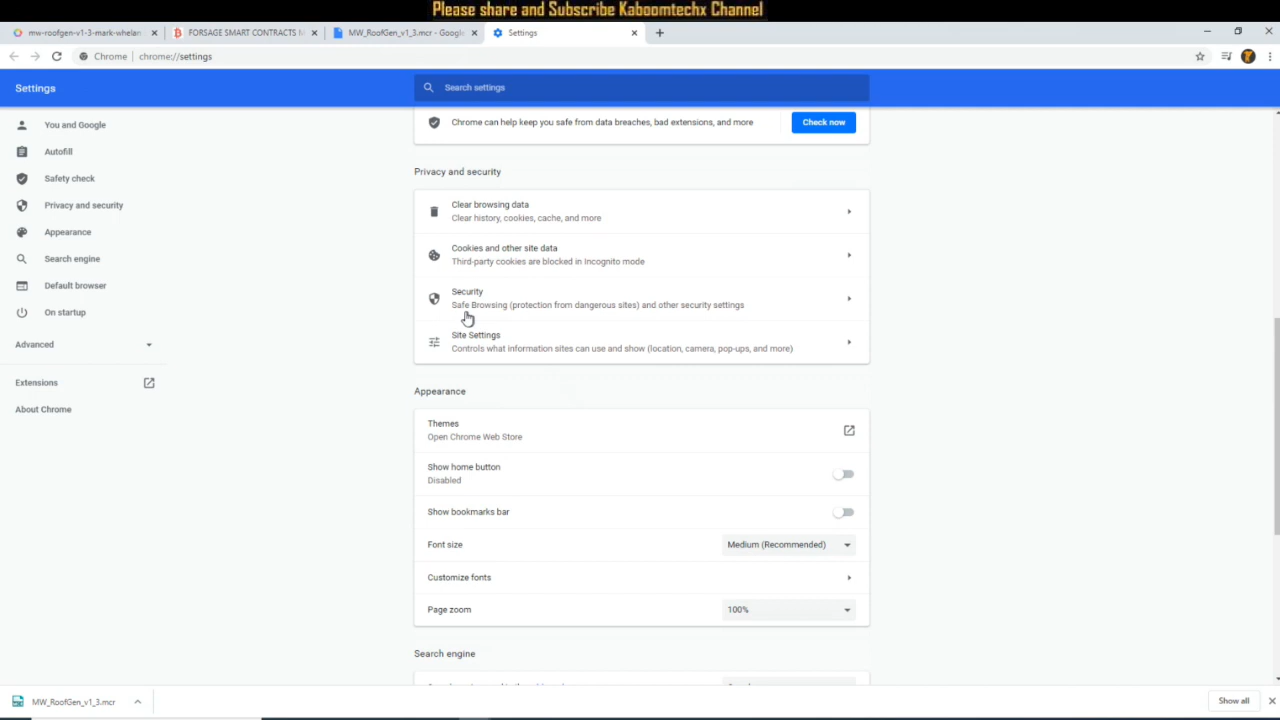 Please share and Subscribe Kaboomtechx Channel
mw-roofgen-v1-3-mark-whelan
FORSAGE SMART CONTRACTS M
MW_RoofGen_v1_3.mcr - Google
Settings
Chrome
chrome://settings
Settings
Search settings
You and Google
Autofill
Safety check
Privacy and security
Appearance
Search engine
Default browser
On startup
Advanced
Extensions
About Chrome
Chrome can help keep you safe from data breaches, bad extensions, and more
Check now
Privacy and security
Clear browsing data
Clear history, cookies, cache, and more
Cookies and other site data
Third-party cookies are blocked in Incognito mode
Security
Safe Browsing (protection from dangerous sites) and other security settings
Site Settings
Controls what information sites can use and show (location, camera, pop-ups, and more)
Appearance
Themes
Open Chrome Web Store
Show home button
Disabled
Show bookmarks bar
Font size
Medium (Recommended)
Customize fonts
Page zoom
100%
Search engine
MW_RoofGen_v1_3.mcr
Show all